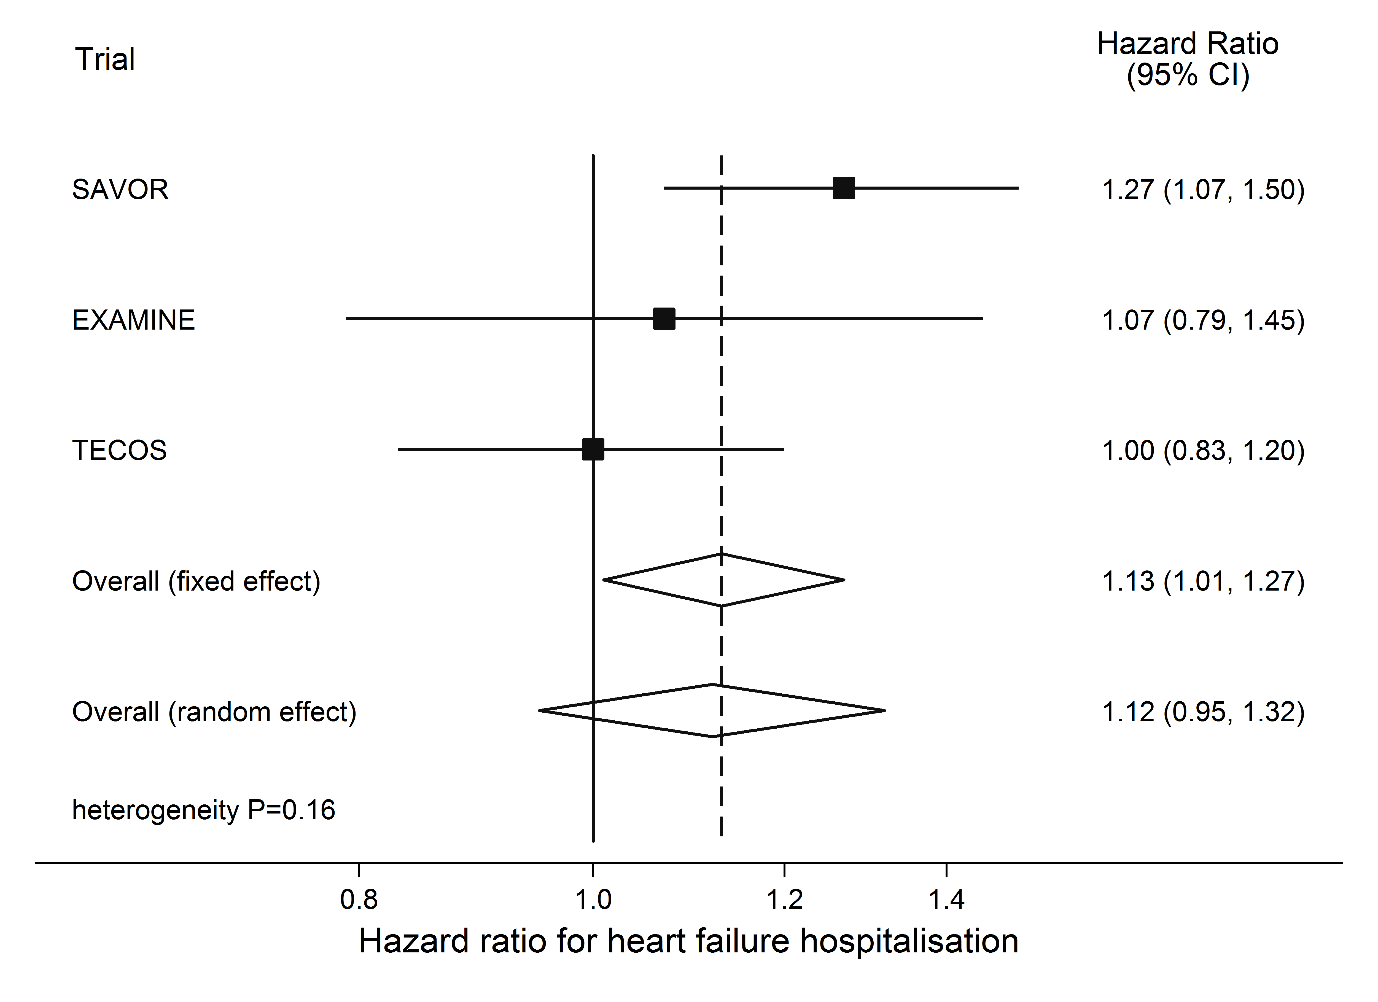 Trial
Hazard Ratio
(95% CI)
SAVOR 1.27 (1.07, 1.50)
EXAMINE 1.07 (0.79, 1.45)
TECOS 1.00 (0.83, 1.20)
Overall (fixed effect) 1.13 (1.01, 1.27)
Overall (random effect) 1.12 (0.95, 1.32)
heterogeneity P=0.16
0.8 1.0 1.2 1.4
Hazard ratio for heart failure hospitalisation